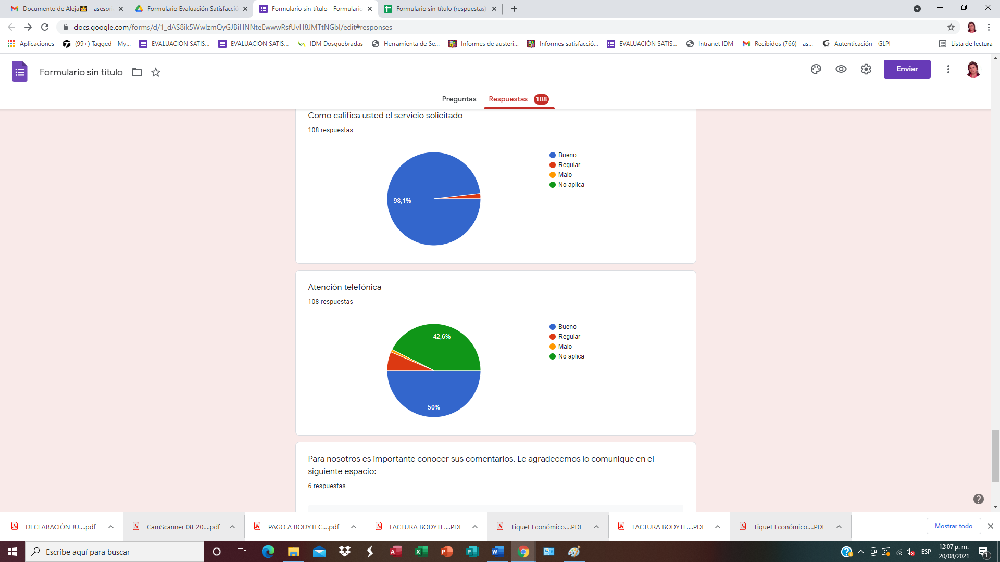 Documento de Aleja - asesori
Formulario Evaluación Satisfacció
Formulario sin título - Formulario
Formulario sin título (respuestas)
docs.google.com/forms/d/1_dAS8ik5WwIzmQyGJBiHNNteEwwwRsfUvH8JMTtNGbI/edit#responses
Aplicaciones
(99+) Tagged - My...
EVALUACIÓN SATIS...
EVALUACIÓN SATIS...
IDM Dosquebradas
Herramienta de Se...
Informes de austeri...
Informes satisfacció...
EVALUACIÓN SATIS...
Intranet IDM
Recibidos (766) - as...
Autenticación - GLPI
Lista de lectura
Formulario sin título
Enviar
Preguntas
Respuestas 108
Como califica usted el servicio solicitado
108 respuestas
98,1%
Bueno
Regular
Malo
No aplica
Atención telefónica
108 respuestas
42,6%
50%
Bueno
Regular
Malo
No aplica
Para nosotros es importante conocer sus comentarios. Le agradecemos lo comunique en el
siguiente espacio:
6 respuestas
DECLARACIÓN JU....pdf
CamScanner 08-20....pdf
PAGO A BODYTEC....pdf
FACTURA BODYTE....PDF
Tiquet Económico....PDF
FACTURA BODYTE....PDF
Tiquet Económico....PDF
Mostrar todo
Escribe aquí para buscar
ESP
12:07 p. m.
20/08/2021
1